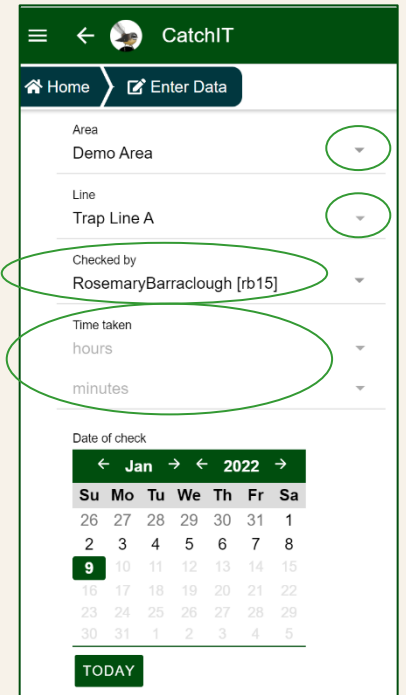 CatchIT
Home Enter Data
Area
Demo Area
Line
Trap Line A
Checked by
RosemaryBarraclough [rb15]
Time taken
hours
minutes
Date of check
Jan 2022
Su Mo Tu We Th Fr Sa
26 27 28 29 30 31 1
2 3 4 5 6 7 8
9 10 11 12 13 14 15
16 17 18 19 20 21 22
23 24 25 26 27 28 29
30 31 1 2 3 4 5
TODAY